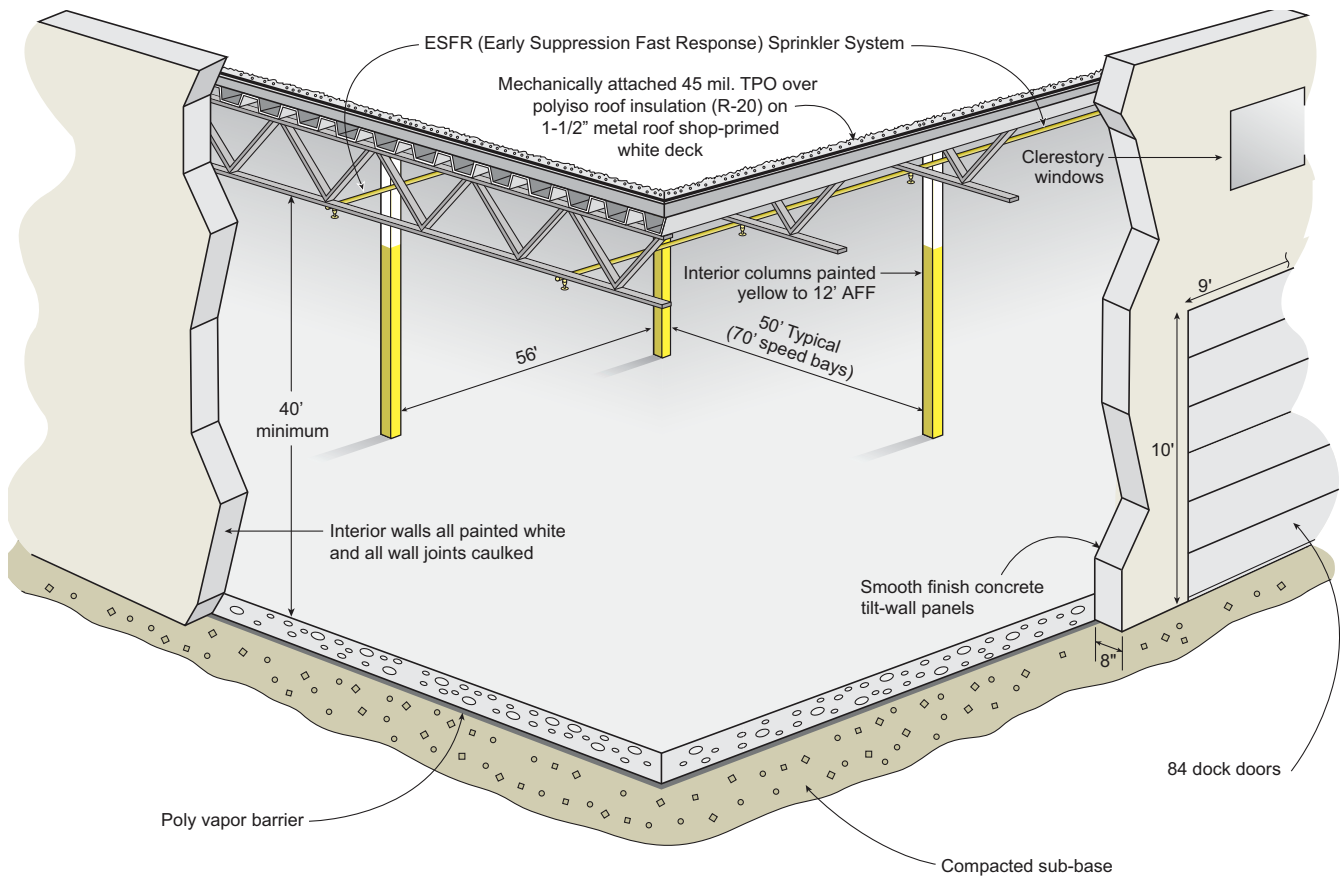 ESFR (Early Suppression Fast Response) Sprinkler System
Mechanically attached 45 mil. TPO over
polyiso roof insulation (R-20) on
1-1/2” metal roof shop-primed
white deck
Clerestory
windows
9'
Interior columns painted
yellow to 12’ AFF
50’ Typical
(70’ speed bays)
56'
40’
minimum
10'
Interior walls all painted white
and all wall joints caulked
Smooth finish concrete
tilt-wall panels
8"
84 dock doors
Poly vapor barrier
Compacted sub-base